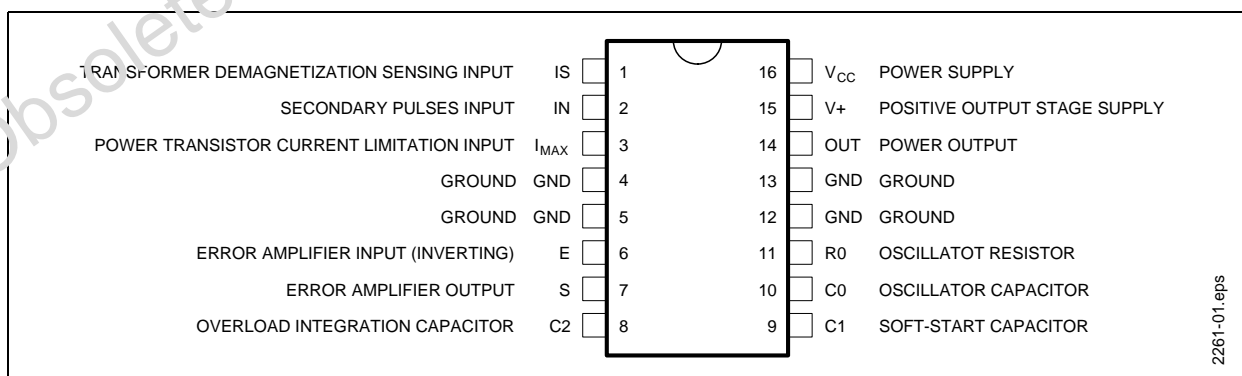 Obsolete
TRANSFORMER DEMAGNETIZATION SENSING INPUT IS 1 16 VCC POWER SUPPLY
SECONDARY PULSES INPUT IN 2 15 V+ POSITIVE OUTPUT STAGE SUPPLY
POWER TRANSISTOR CURRENT LIMITATION INPUT IMAX 3 14 OUT POWER OUTPUT
GROUND GND 4 13 GND GROUND
GROUND GND 5 12 GND GROUND
ERROR AMPLIFIER INPUT (INVERTING) E 6 11 R0 OSCILLATOT RESISTOR
ERROR AMPLIFIER OUTPUT S 7 10 C0 OSCILLATOR CAPACITOR
OVERLOAD INTEGRATION CAPACITOR C2 8 9 C1 SOFT-START CAPACITOR
2261-01.eps